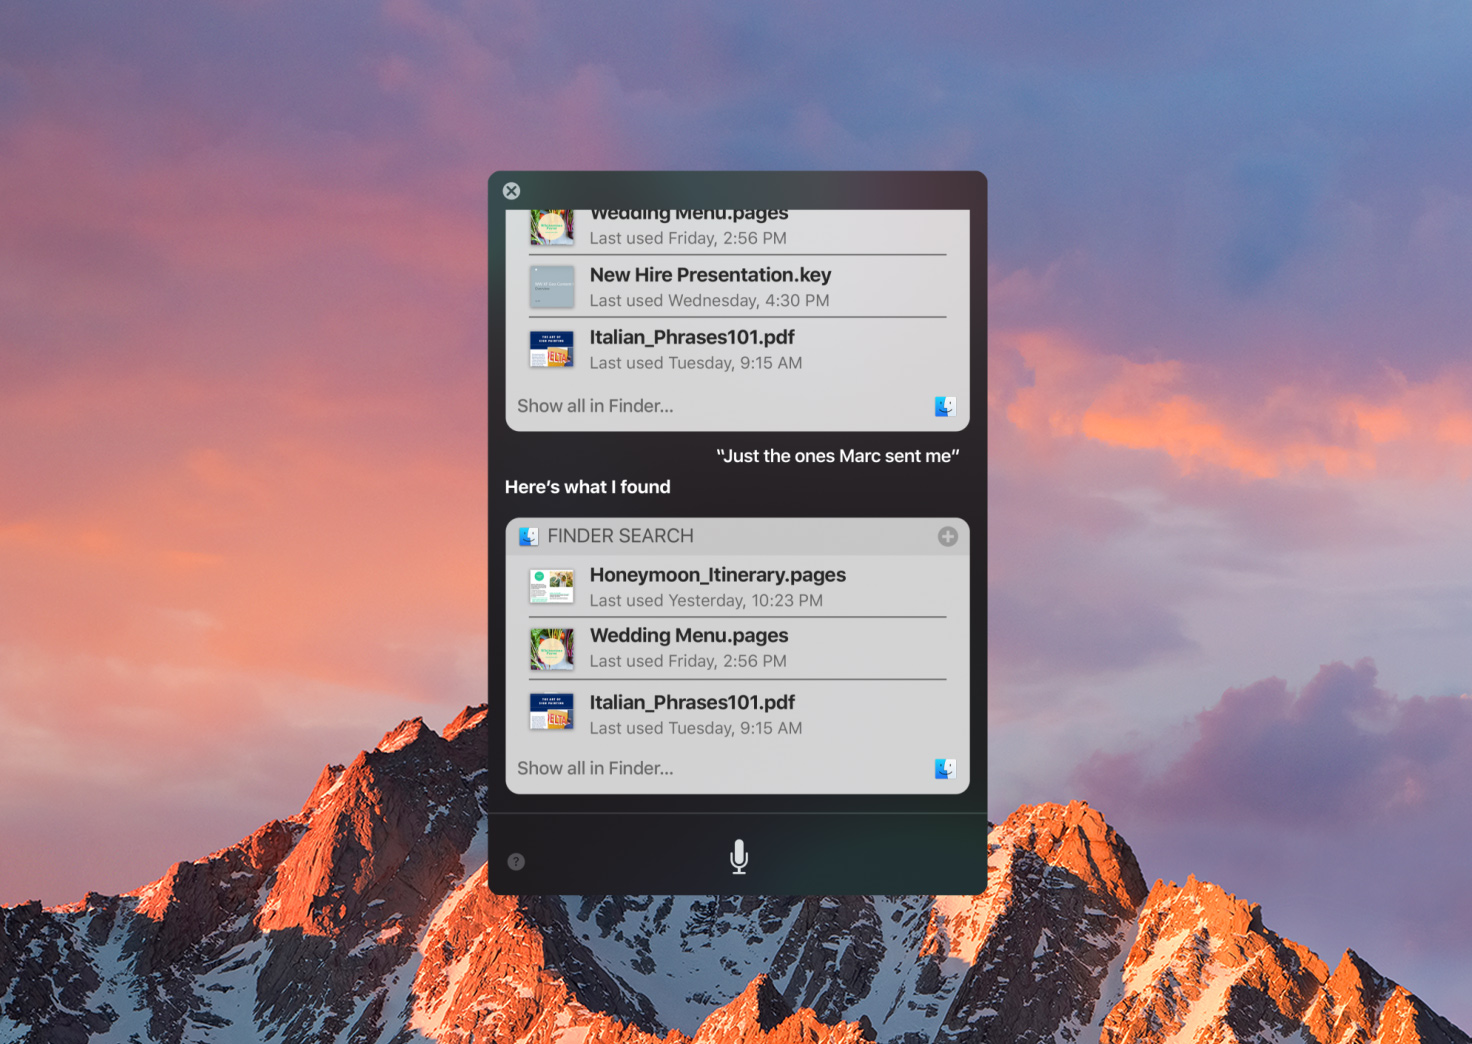 Wedding Menu.pages
Last used Friday, 2:56 PM
New Hire Presentation.key
Last used Wednesday, 4:30 PM
Italian_Phrases101.pdf
Last used Tuesday, 9:15 AM
Show all in Finder...
“Just the ones Marc sent me”
Here’s what I found
FINDER SEARCH
Honeymoon_Itinerary.pages
Last used Yesterday, 10:23 PM
Wedding Menu.pages
Last used Friday, 2:56 PM
Italian_Phrases101.pdf
Last used Tuesday, 9:15 AM
Show all in Finder...
?